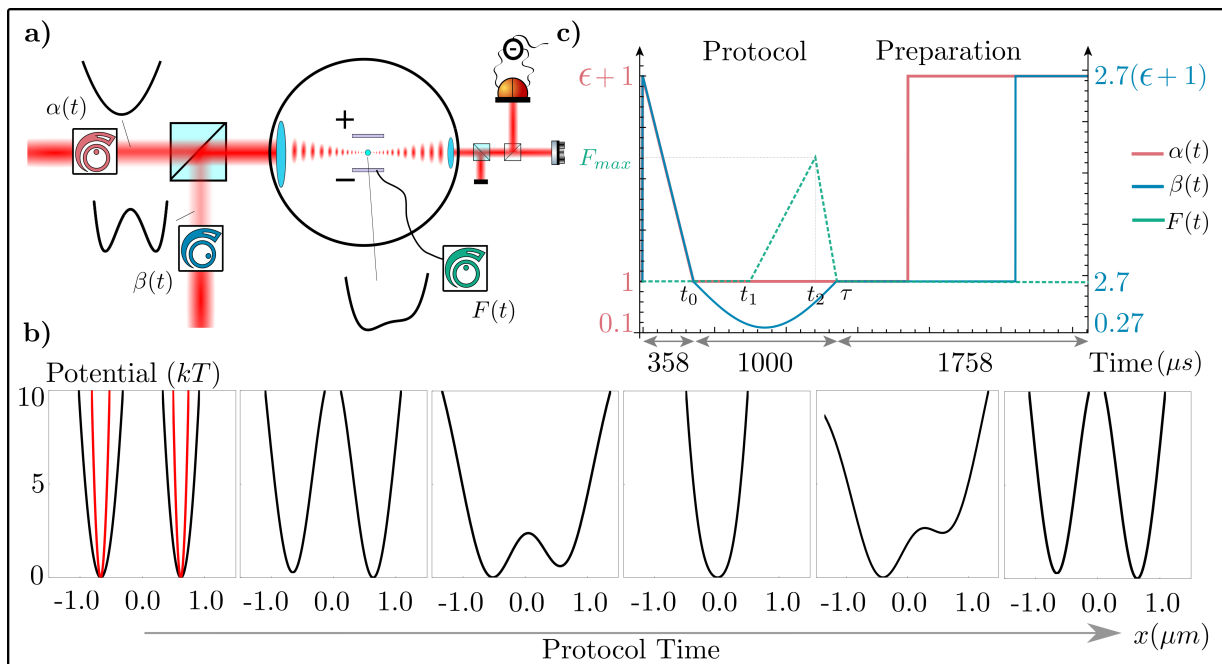 a)
α(t)
β(t)
+
−
-
F(t)
c)
Protocol
Preparation
ϵ+1
F_max
1
0.1
2.7(ϵ+1)
2.7
0.27
α(t)
β(t)
F(t)
t_0
t_1
t_2
τ
358
1000
1758
Time(μs)
b)
Potential (kT)
10
5
0
-1.0 0.0 1.0
-1.0 0.0 1.0
-1.0 0.0 1.0
-1.0 0.0 1.0
-1.0 0.0 1.0
-1.0 0.0 1.0
x(μm)
Protocol Time